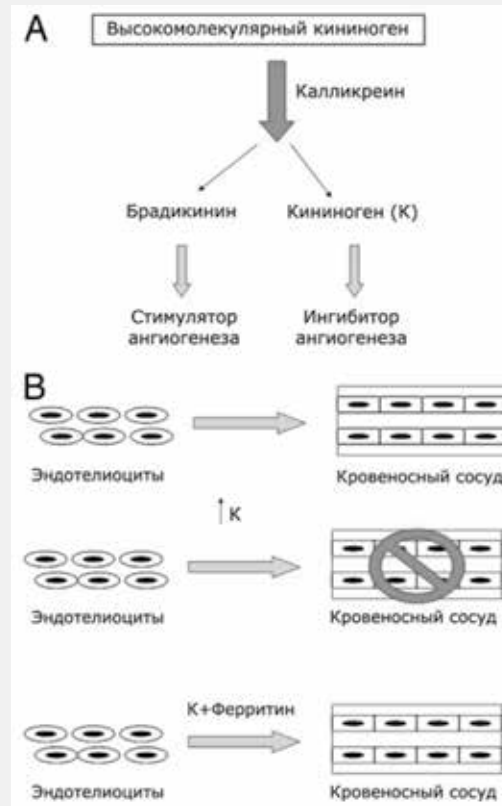 A
Высокомолекулярный кининоген
Калликреин
Брадикинин
Кининоген (К)
Стимулятор
ангиогенеза
Ингибитор
ангиогенеза
B
Эндотелиоциты
Кровеносный сосуд
↑К
Эндотелиоциты
Кровеносный сосуд
К+Ферритин
Эндотелиоциты
Кровеносный сосуд